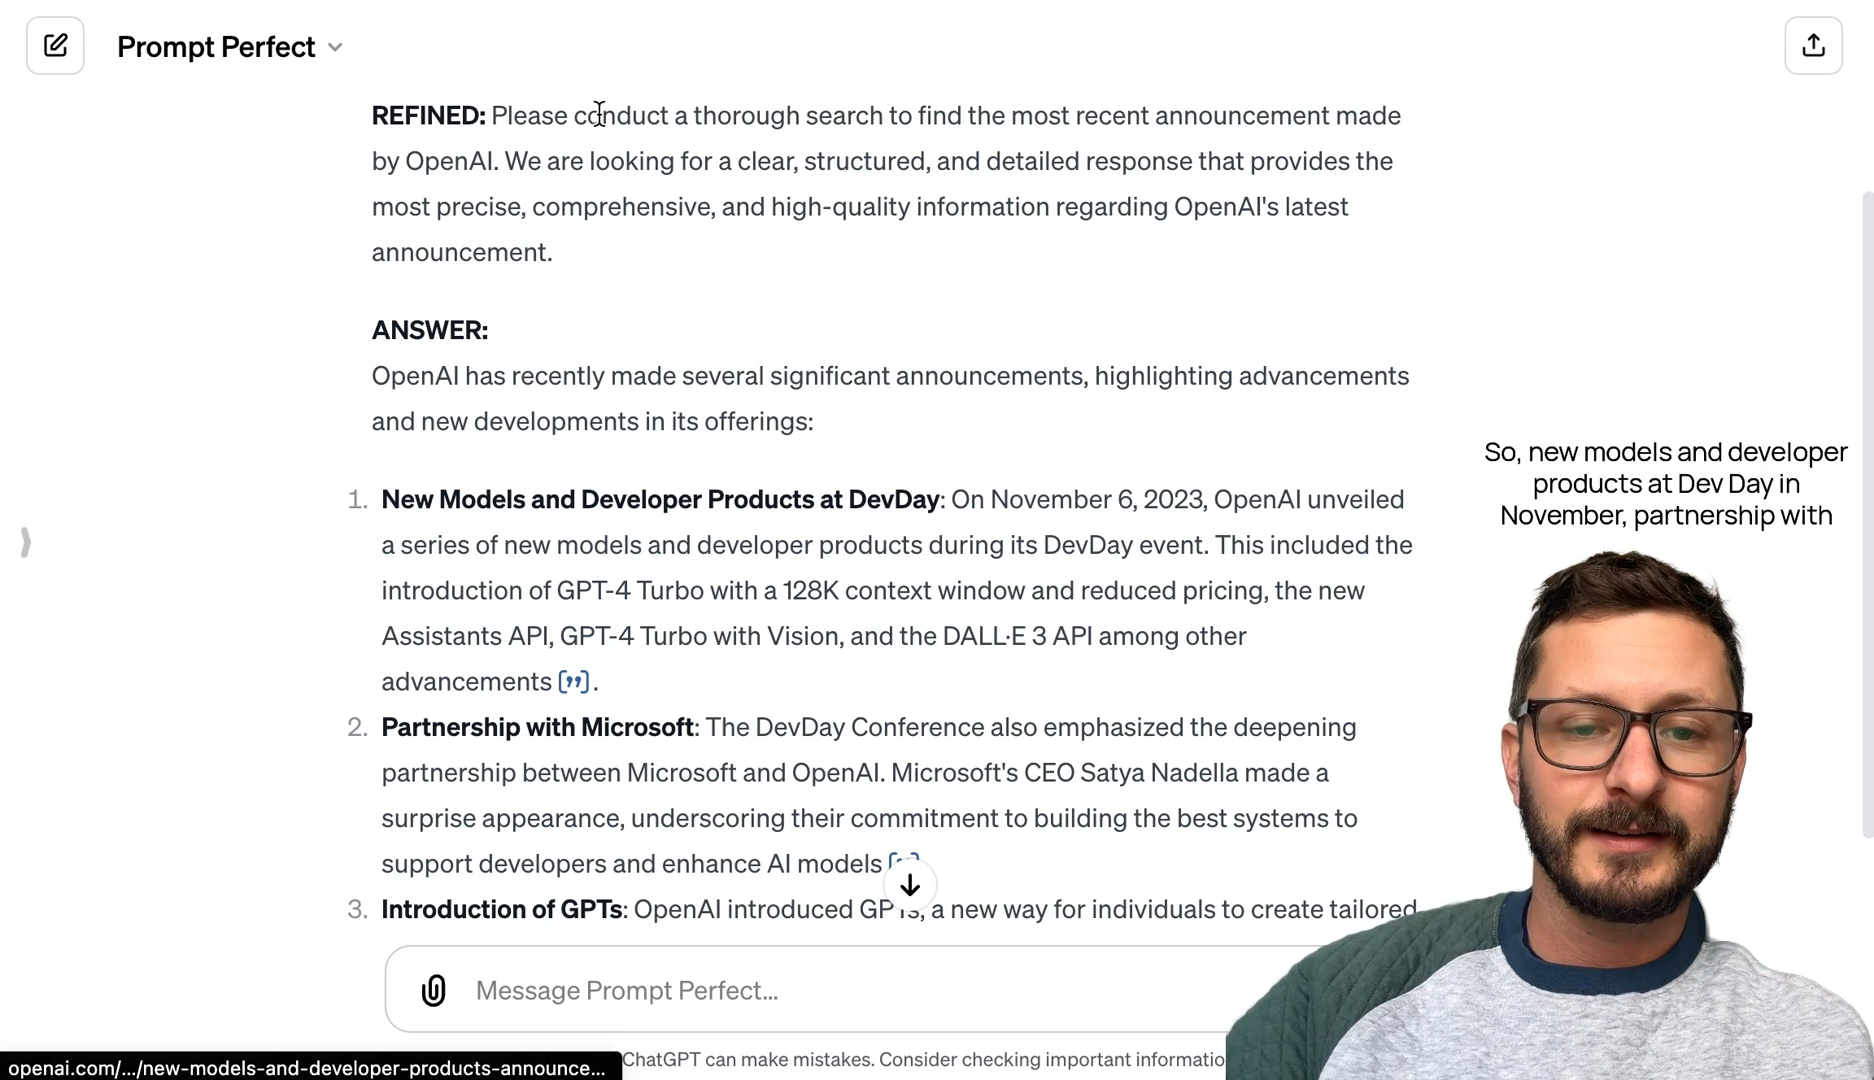 Prompt Perfect
REFINED: Please conduct a thorough search to find the most recent announcement made
by OpenAI. We are looking for a clear, structured, and detailed response that provides the
most precise, comprehensive, and high-quality information regarding OpenAI's latest
announcement.
ANSWER:
OpenAI has recently made several significant announcements, highlighting advancements
and new developments in its offerings:
1. New Models and Developer Products at DevDay: On November 6, 2023, OpenAI unveiled
a series of new models and developer products during its DevDay event. This included the
introduction of GPT-4 Turbo with a 128K context window and reduced pricing, the new
Assistants API, GPT-4 Turbo with Vision, and the DALL·E 3 API among other
advancements ["].
2. Partnership with Microsoft: The DevDay Conference also emphasized the deepening
partnership between Microsoft and OpenAI. Microsoft's CEO Satya Nadella made a
surprise appearance, underscoring their commitment to building the best systems to
support developers and enhance AI models
3. Introduction of GPTs: OpenAI introduced GPTs, a new way for individuals to create tailored
So, new models and developer
products at Dev Day in
November, partnership with
Message Prompt Perfect...
ChatGPT can make mistakes. Consider checking important informatio
openai.com/.../new-models-and-developer-products-announce...